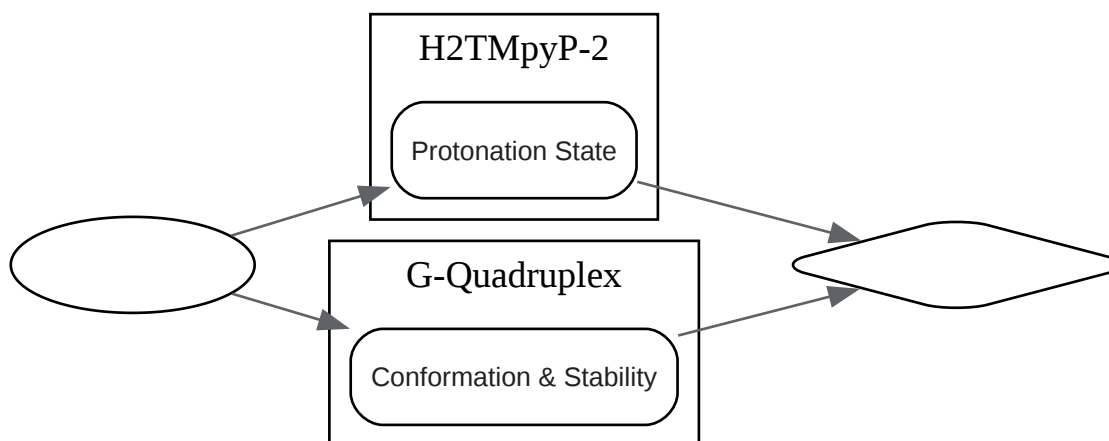 H2TMpyP-2
Protonation State
G-Quadruplex
Conformation & Stability